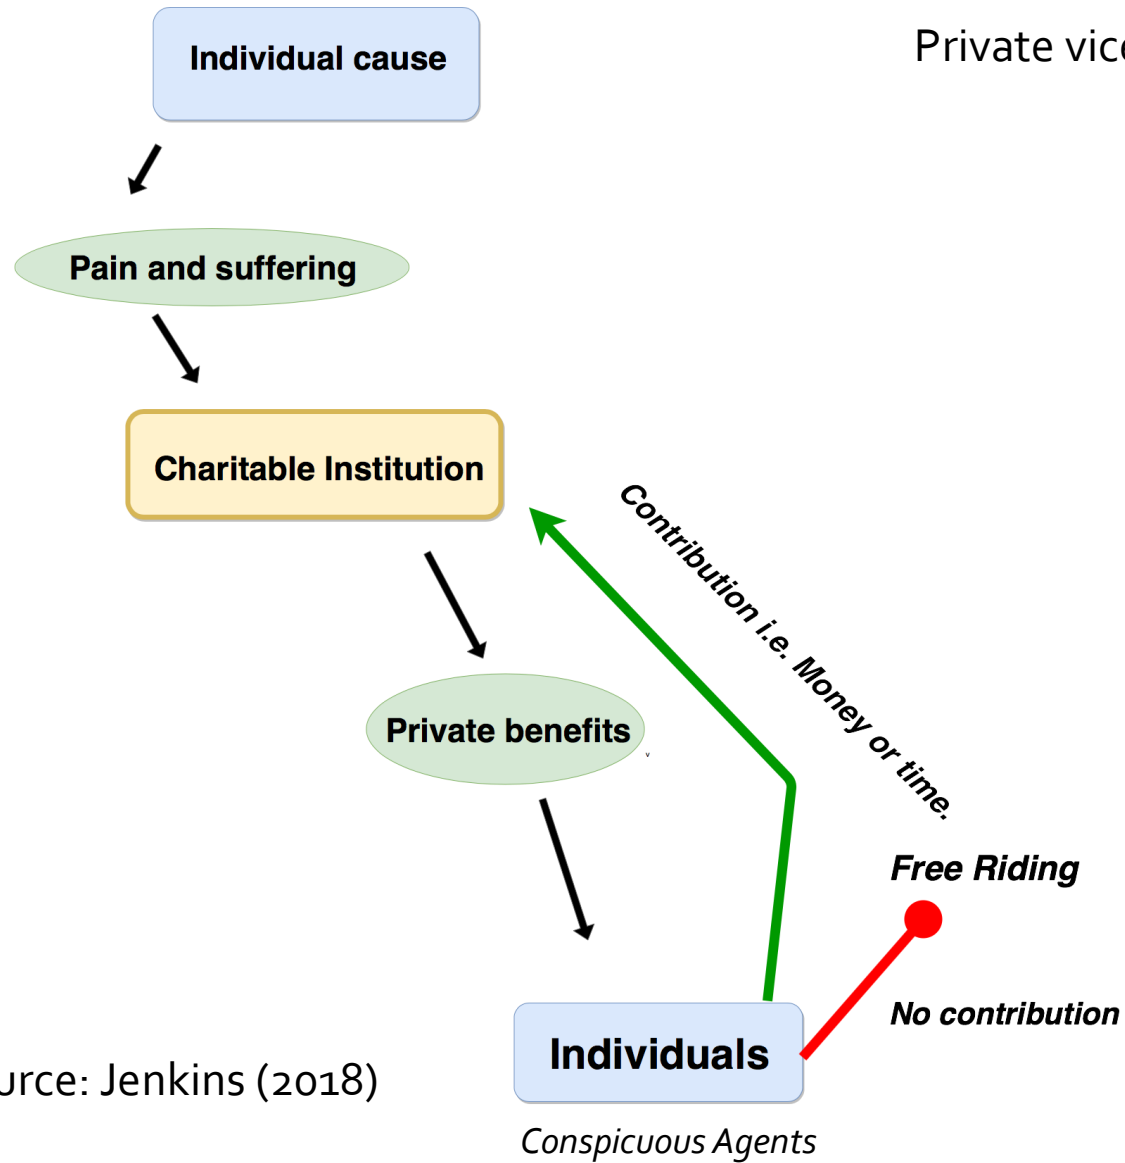 Individual cause
Private vic
Pain and suffering
Charitable Institution
Contribution i.e. Money or time.
Private benefits
v
Free Riding
No contribution
Individuals
urce: Jenkins (2018)
Conspicuous Agents